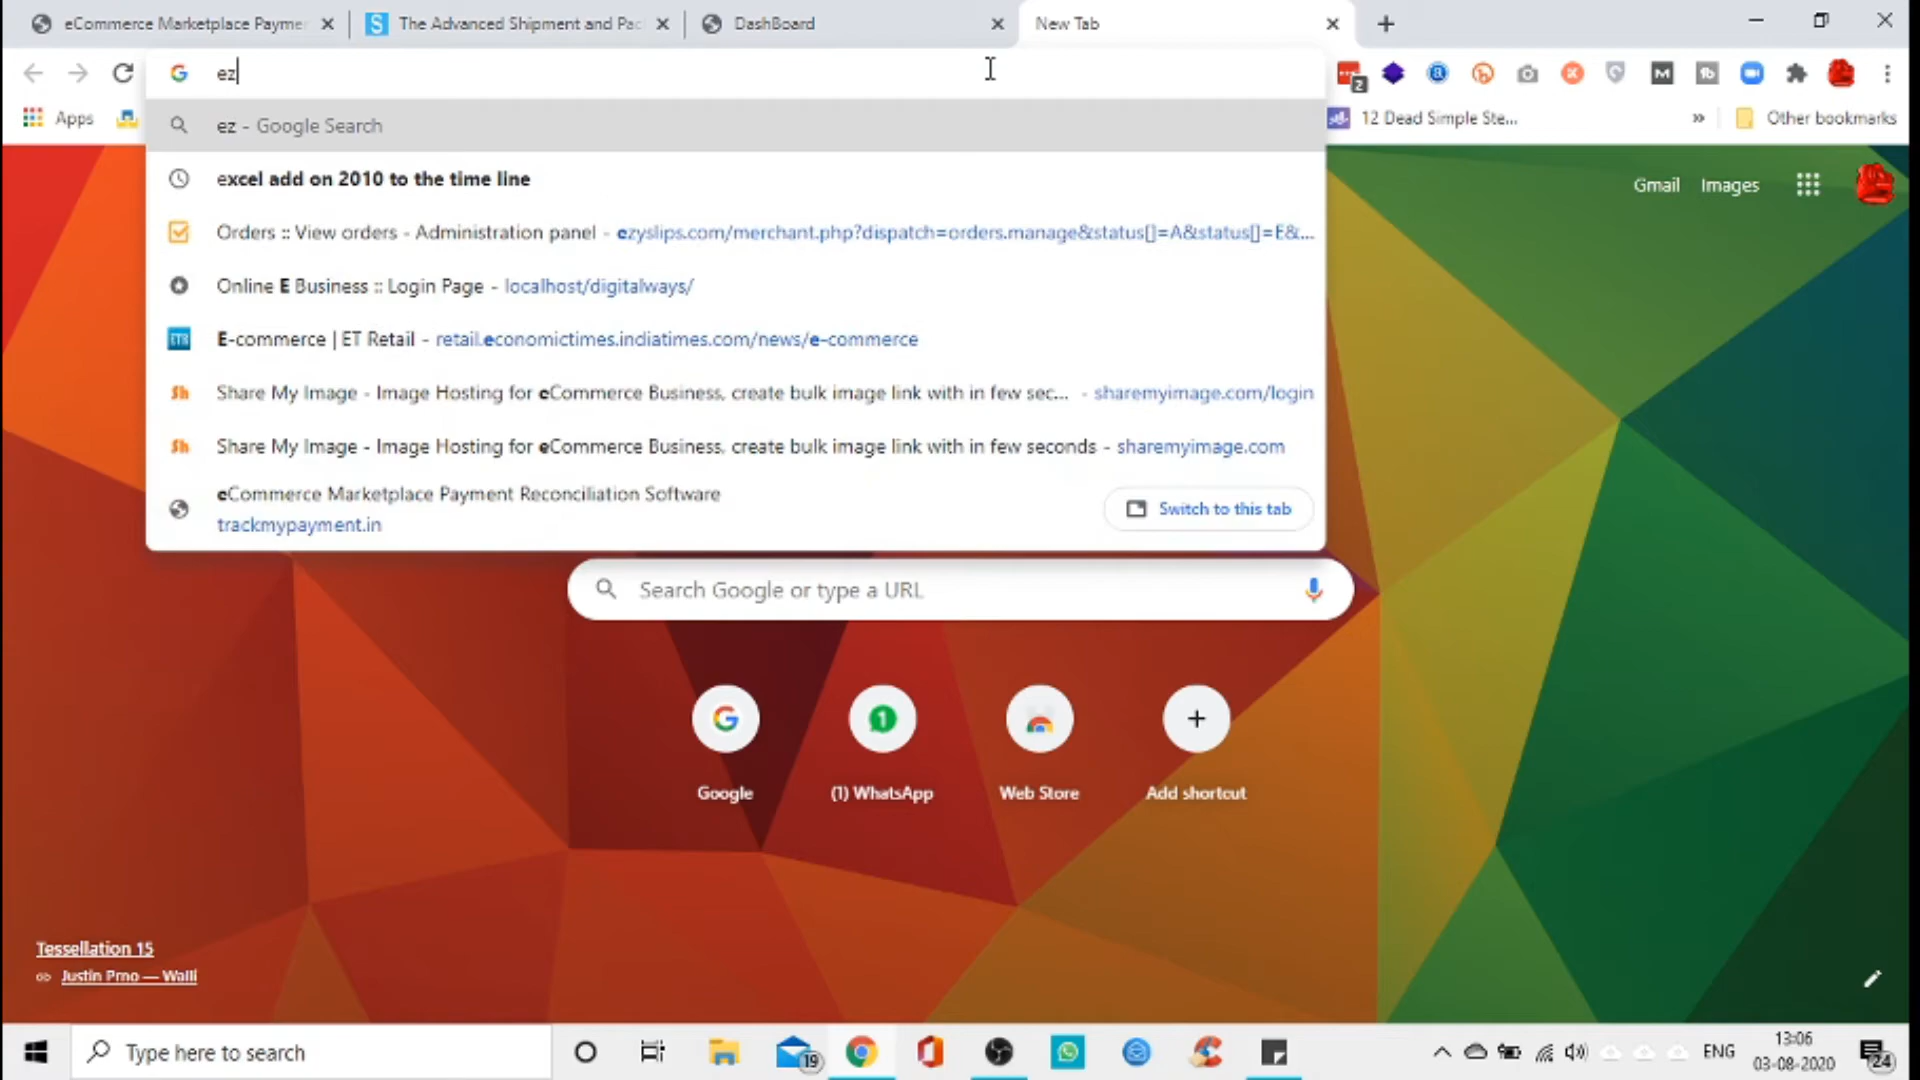 eCommerce Marketplace Payme
The Advanced Shipment and Pac
DashBoard
New Tab
ez
2
Apps
12 Dead Simple Ste...
»
Other bookmarks
ez - Google Search
excel add on 2010 to the time line
Orders :: View orders - Administration panel - ezyslips.com/merchant.php?dispatch=orders.manage&status[]=A&status[]=E&...
Online E Business :: Login Page - localhost/digitalways/
E-commerce | ET Retail - retail.economictimes.indiatimes.com/news/e-commerce
Share My Image - Image Hosting for eCommerce Business, create bulk image link with in few sec... - sharemyimage.com/login
Share My Image - Image Hosting for eCommerce Business, create bulk image link with in few seconds - sharemyimage.com
eCommerce Marketplace Payment Reconciliation Software
trackmypayment.in
Switch to this tab
Gmail Images
Search Google or type a URL
Google
(1) WhatsApp
Web Store
Add shortcut
Tessellation 15
Justin Prno — Walli
Type here to search
19
ENG
13:06
03-08-2020
24